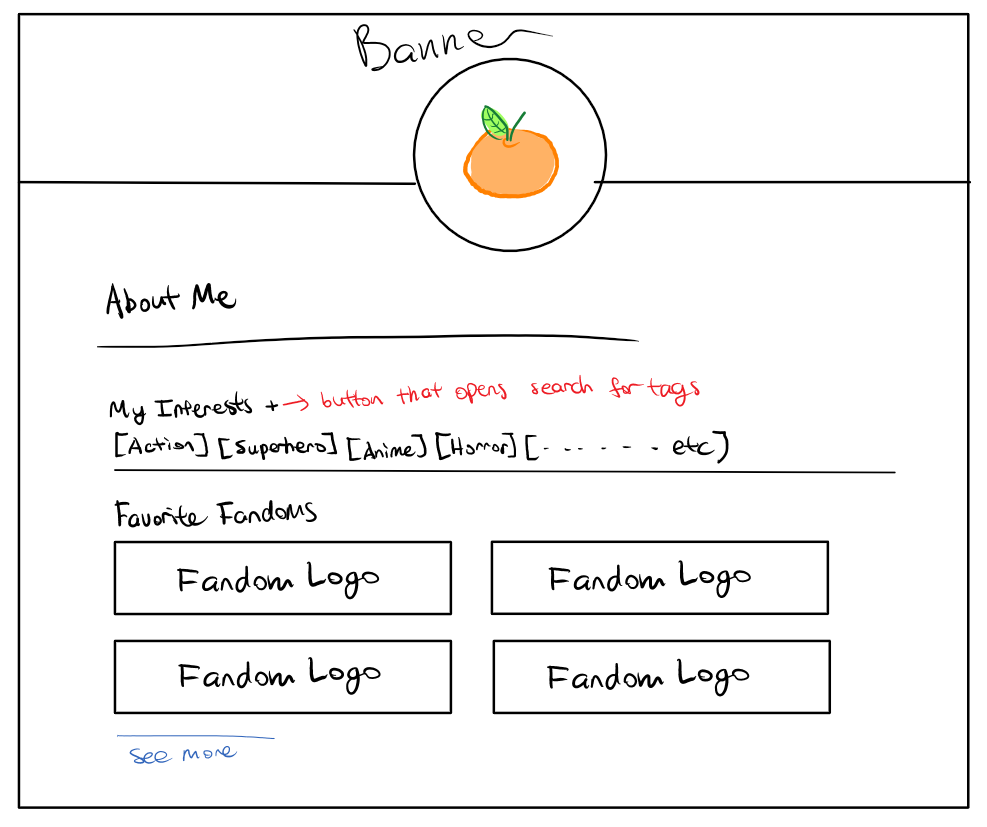 Banner
About Me
My Interests + → button that opens search for tags
[Action] [Superhero] [Anime] [Horror] [- - - - - - etc]
Favorite Fandoms
Fandom Logo
Fandom Logo
Fandom Logo
Fandom Logo
See more